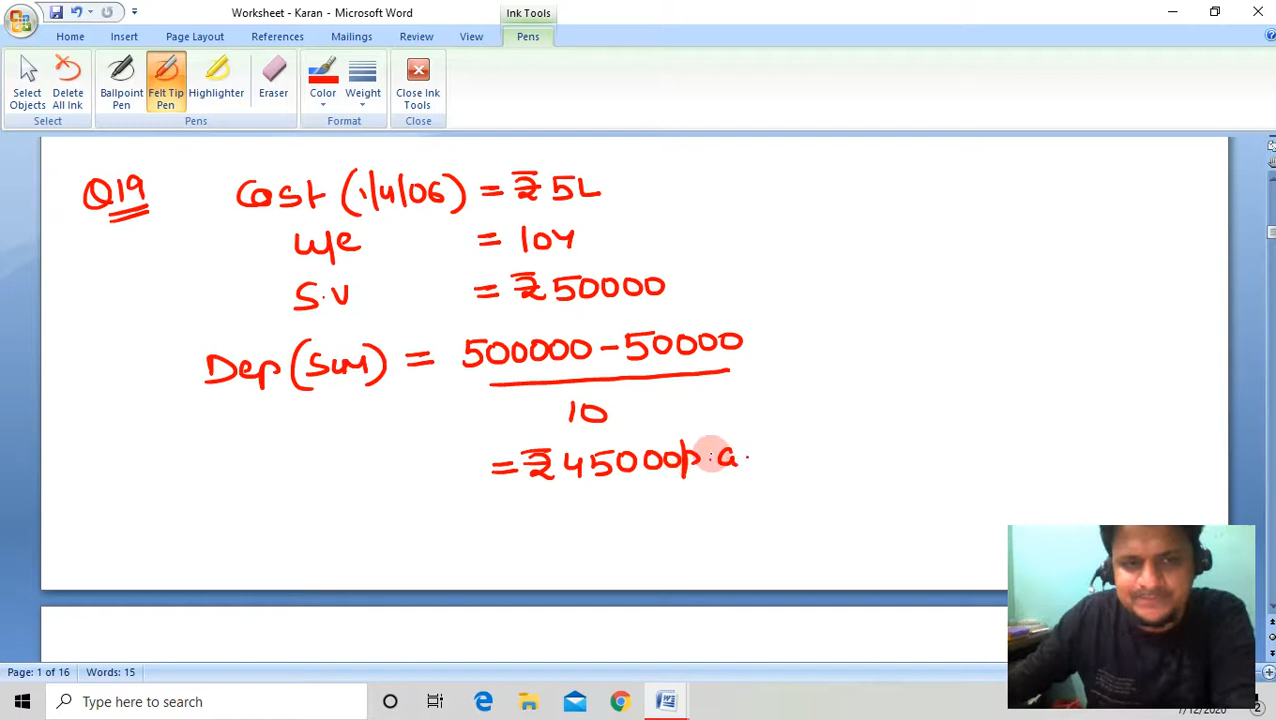 Worksheet - Karan - Microsoft Word
Ink Tools
Home Insert Page Layout References Mailings Review View Pens
Select Objects
Delete All Ink
Ballpoint Pen
Felt Tip Pen
Highlighter
Eraser
Color
Weight
Close Ink Tools
Select
Pens
Format
Close
Q19 Cost (1/4/06) = ₹ 5L
u/e = 10Y
S.V = ₹ 50000
Dep (SLM) = 500000 - 50000
10
= ₹ 45000 p.a.
Page: 1 of 16 Words: 15
Type here to search
7/12/2020